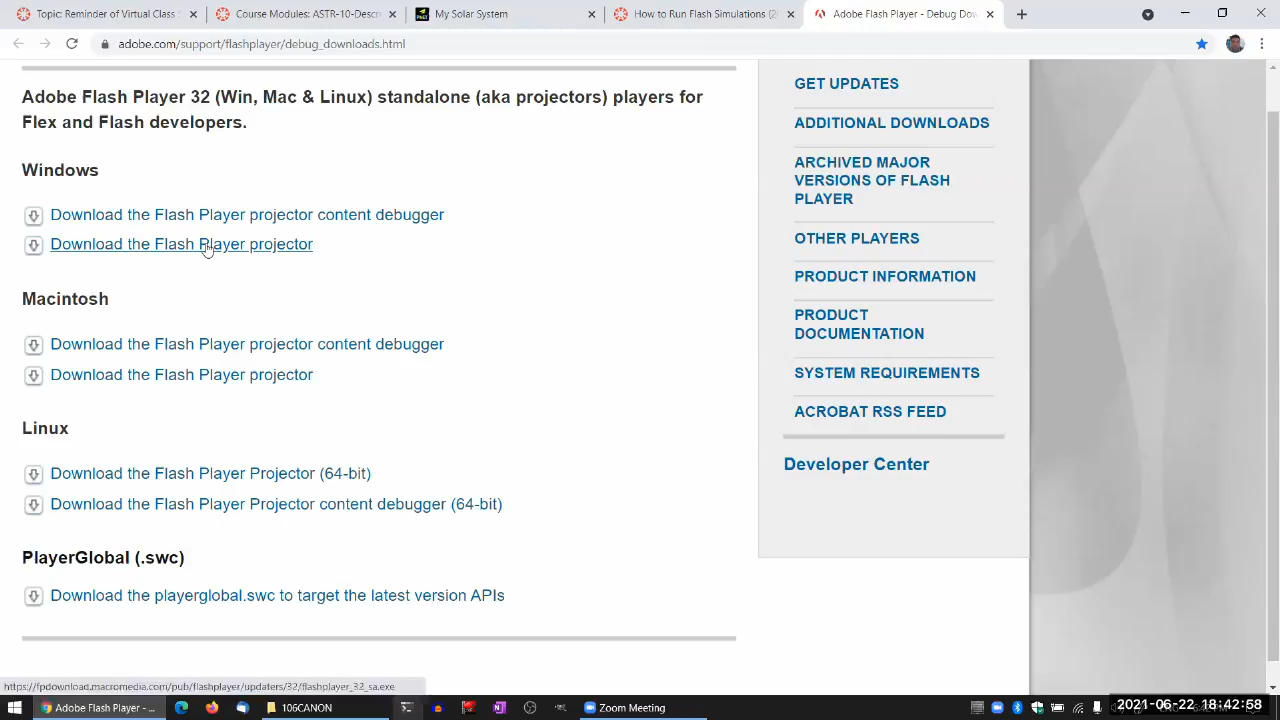 Topic: Reminder of Virtual Class S
Course Modules: ASTR-10-Descr
My Solar System
How to Run Flash Simulations (2
Adobe Flash Player - Debug Dow
adobe.com/support/flashplayer/debug_downloads.html
Adobe Flash Player 32 (Win, Mac & Linux) standalone (aka projectors) players for
Flex and Flash developers.
Windows
Download the Flash Player projector content debugger
Download the Flash Player projector
Macintosh
Download the Flash Player projector content debugger
Download the Flash Player projector
Linux
Download the Flash Player Projector (64-bit)
Download the Flash Player Projector content debugger (64-bit)
PlayerGlobal (.swc)
Download the playerglobal.swc to target the latest version APIs
GET UPDATES
ADDITIONAL DOWNLOADS
ARCHIVED MAJOR
VERSIONS OF FLASH
PLAYER
OTHER PLAYERS
PRODUCT INFORMATION
PRODUCT
DOCUMENTATION
SYSTEM REQUIREMENTS
ACROBAT RSS FEED
Developer Center
https://fpdownload.macromedia.com/pub/flashplayer/updaters/32/flashplayer_32_sa.exe
Adobe Flash Player - ...
106CANON
Zoom Meeting
2021-06-22 18:42:58